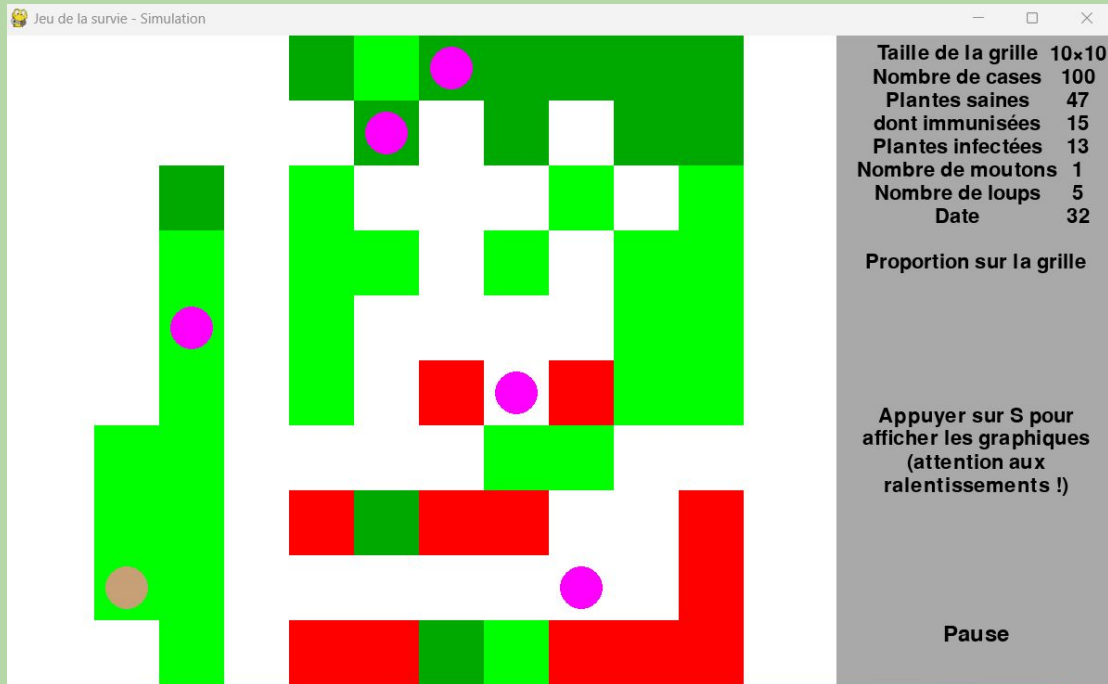 Jeu de la survie - Simulation
Taille de la grille 10×10
Nombre de cases 100
Plantes saines 47
dont immunisées 15
Plantes infectées 13
Nombre de moutons 1
Nombre de loups 5
Date 32
Proportion sur la grille
Appuyer sur S pour
afficher les graphiques
(attention aux
ralentissements !)
Pause